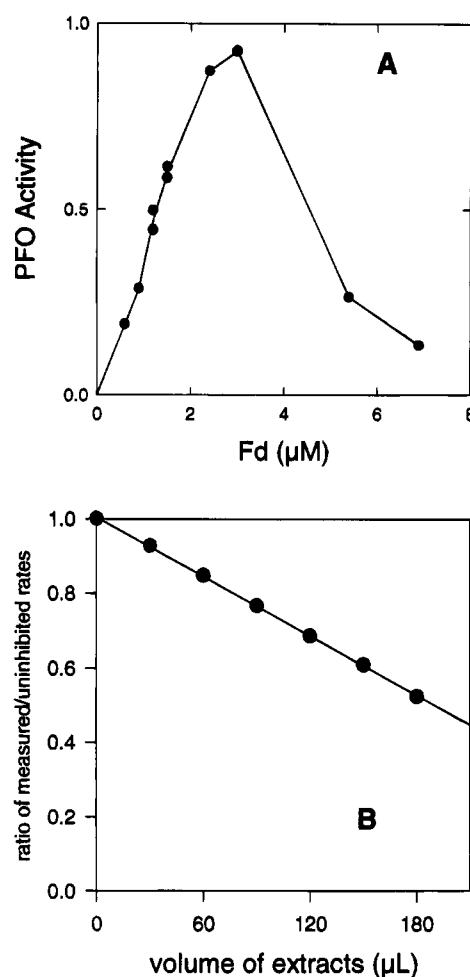 1.0
A
PFO Activity
0.5
0.0
0 2 4 6 8
Fd (µM)
1.0
0.8
0.6
0.4
0.2
0.0
ratio of measured/uninhibited rates
B
0 60 120 180
volume of extracts (µL)